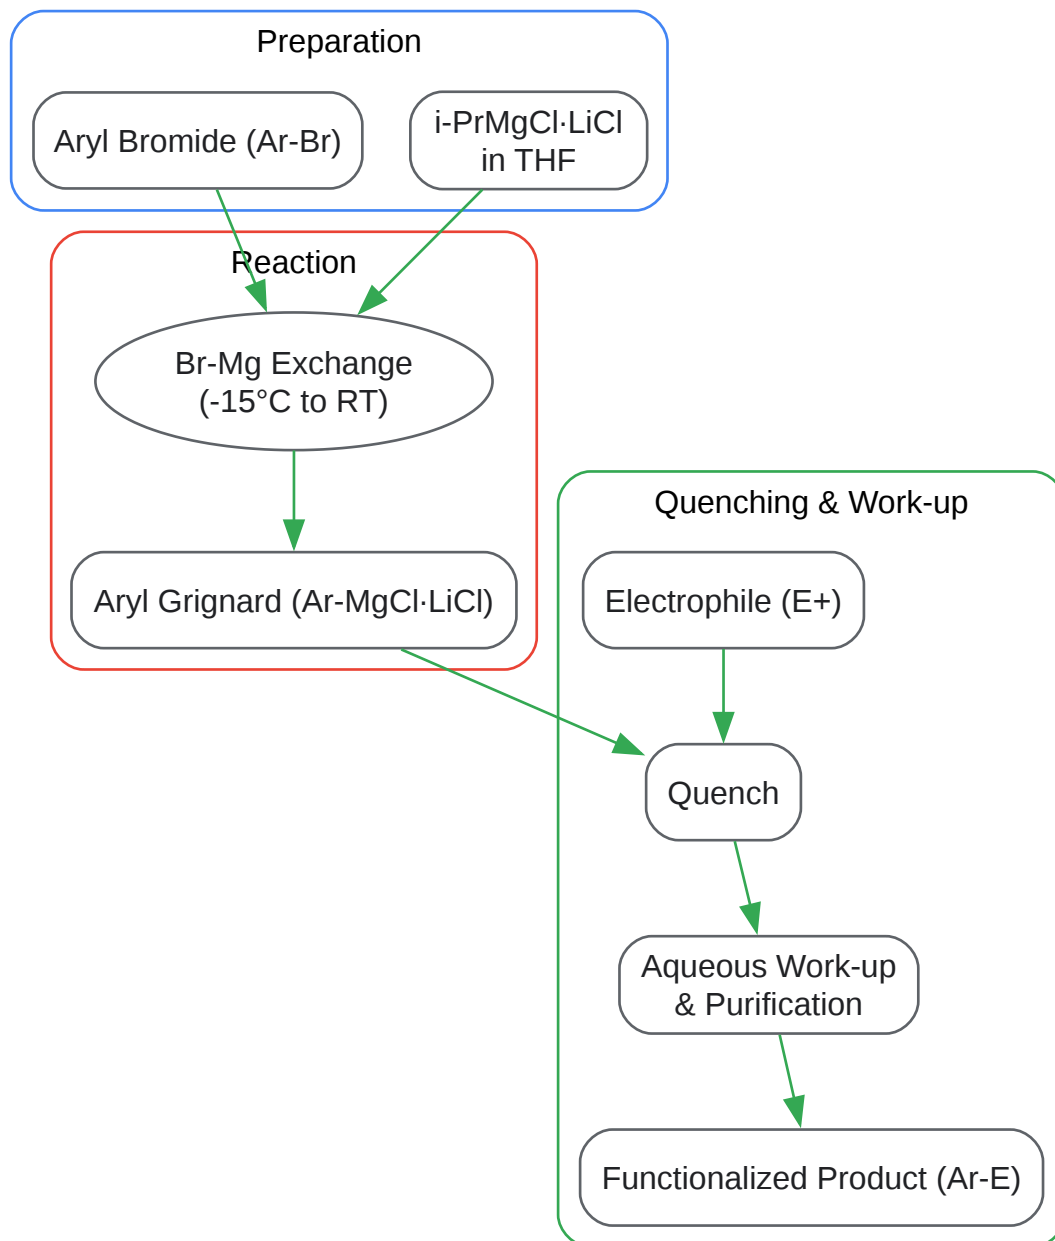 Preparation
Aryl Bromide (Ar-Br)
i-PrMgCl·LiCl
in THF
Reaction
Br-Mg Exchange
(-15°C to RT)
Aryl Grignard (Ar-MgCl·LiCl)
Quenching & Work-up
Electrophile (E+)
Quench
Aqueous Work-up
& Purification
Functionalized Product (Ar-E)